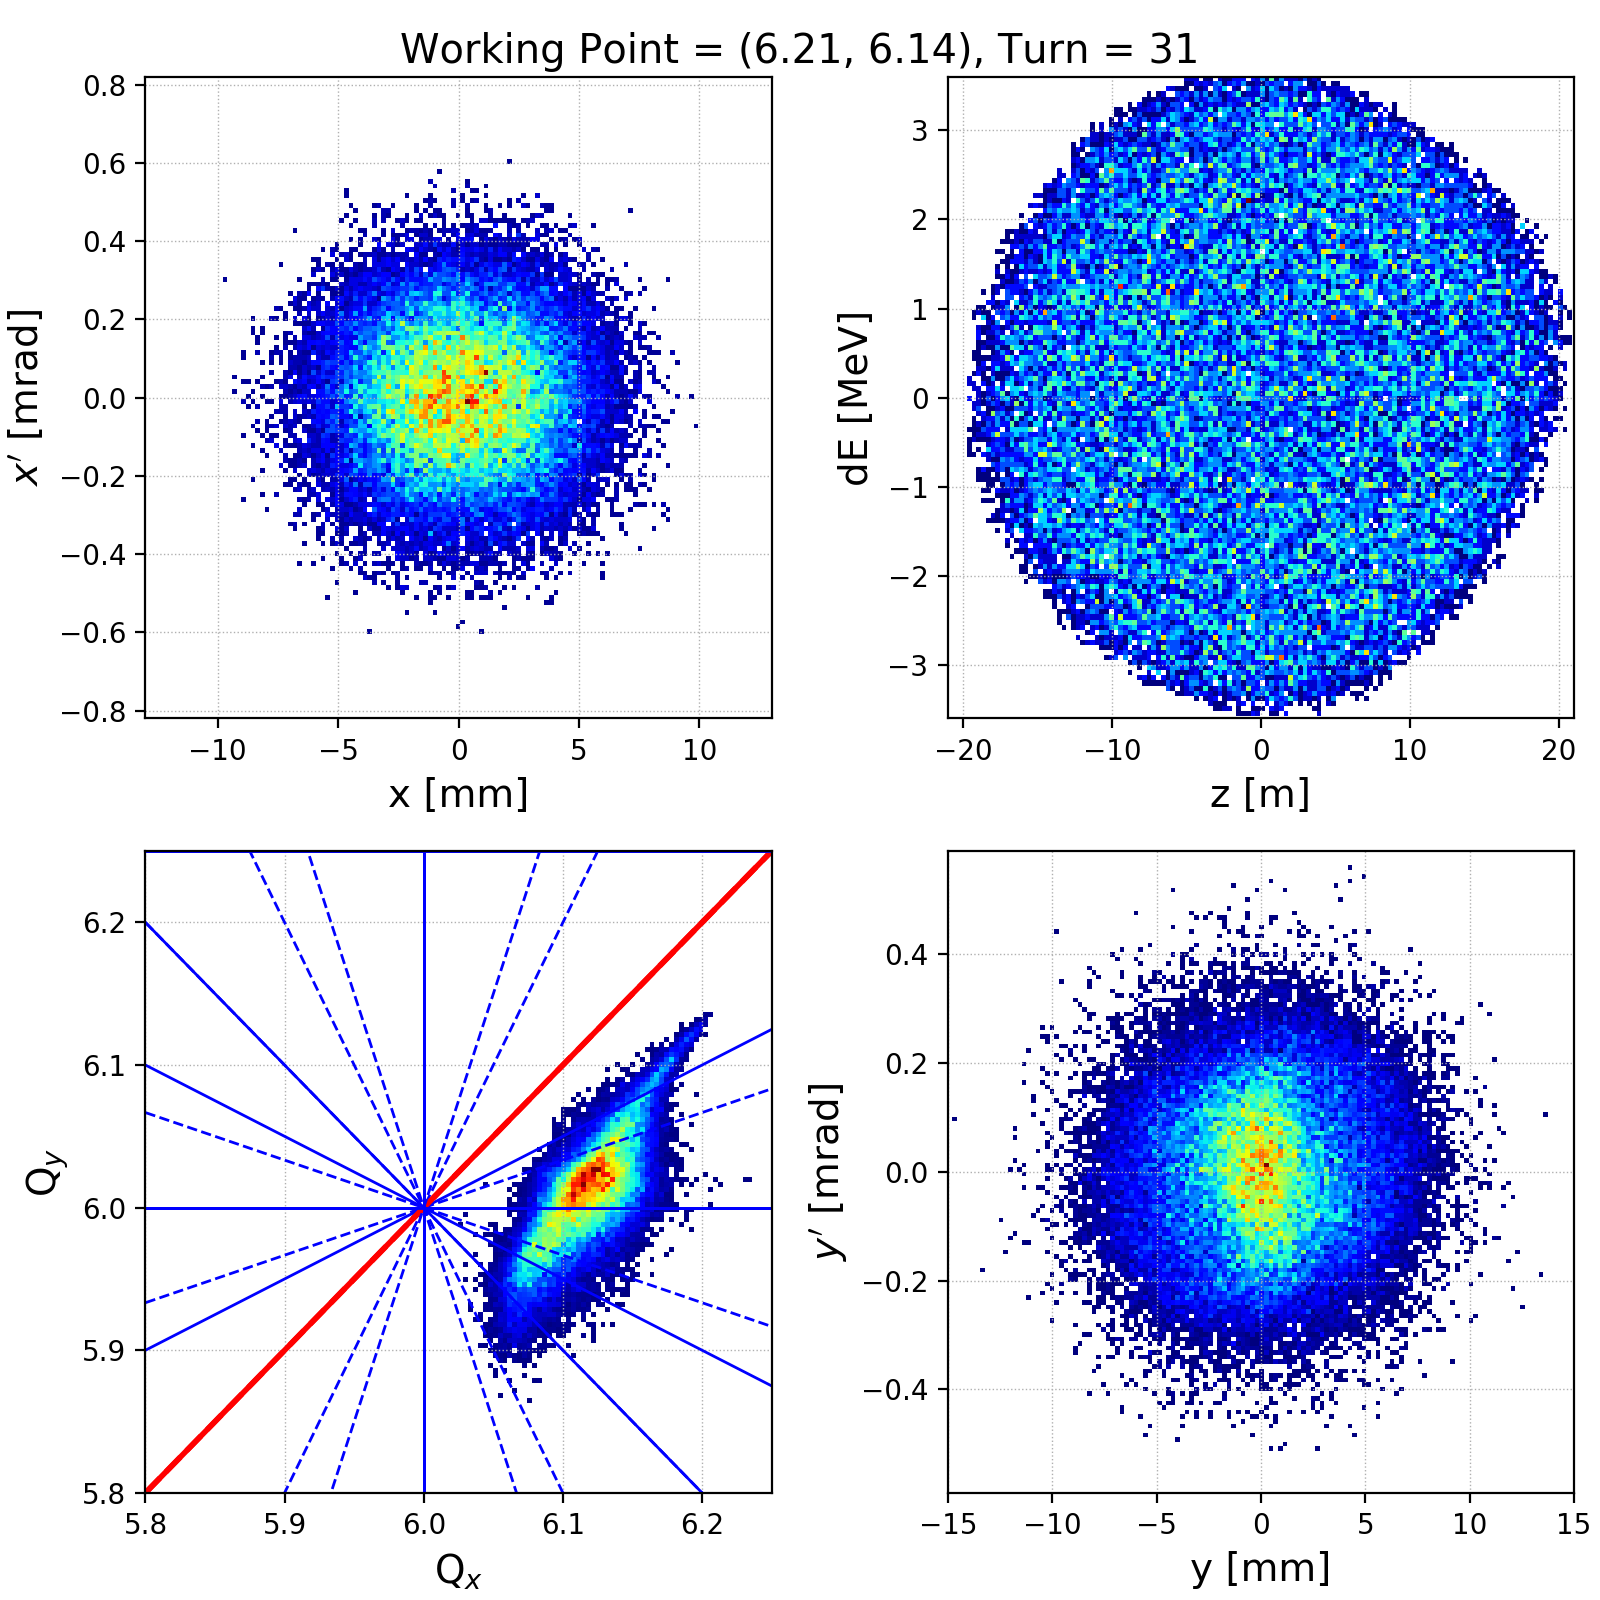 Working Point = (6.21, 6.14), Turn = 31
0.8
0.6
0.4
0.2
0.0
−0.2
−0.4
−0.6
−0.8
x′ [mrad]
−10 −5 0 5 10
x [mm]
3
2
1
0
−1
−2
−3
dE [MeV]
−20 −10 0 10 20
z [m]
6.2
6.1
6.0
5.9
5.8
Qy
5.8 5.9 6.0 6.1 6.2
Qx
0.4
0.2
0.0
−0.2
−0.4
y′ [mrad]
−15 −10 −5 0 5 10 15
y [mm]